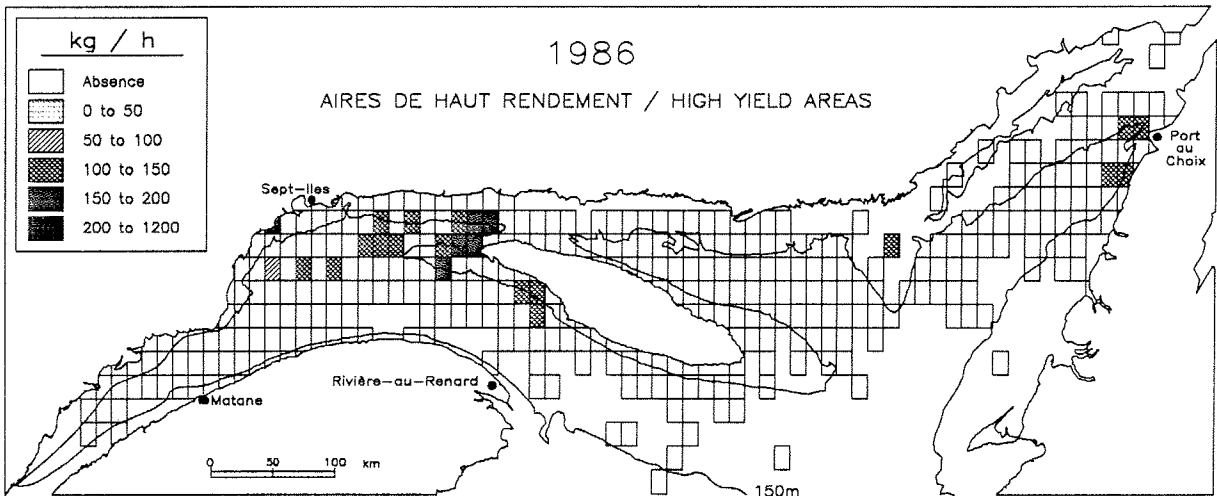 kg / h
Absence
0 to 50
50 to 100
100 to 150
150 to 200
200 to 1200
1986
AIRES DE HAUT RENDEMENT / HIGH YIELD AREAS
Sept-Iles
Port
au
Choix
Rivière-au-Renard
Matane
0 50 100 km
150m